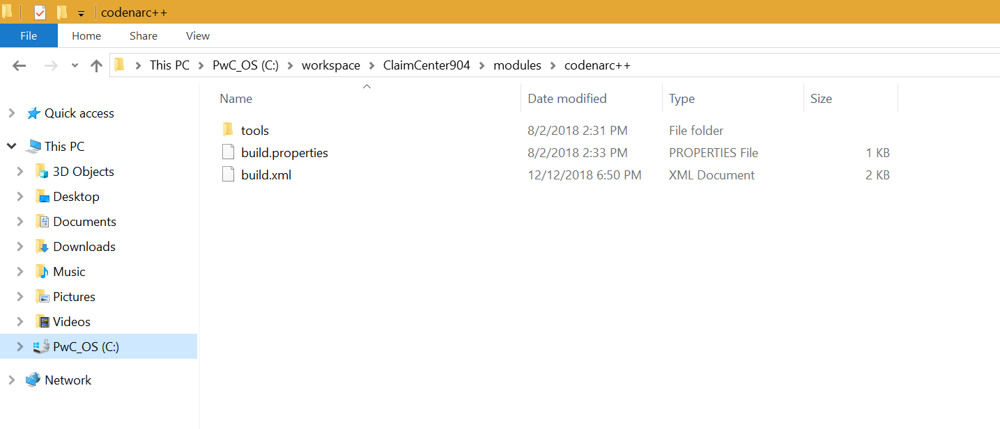 codenarc++
File Home Share View
This PC PwC_OS (C:) workspace ClaimCenter904 modules codenarc++
Name Date modified Type Size
Quick access
This PC
3D Objects
Desktop
Documents
Downloads
Music
Pictures
Videos
PwC_OS (C:)
Network
tools 8/2/2018 2:31 PM File folder
build.properties 8/2/2018 2:33 PM PROPERTIES File 1 KB
build.xml 12/12/2018 6:50 PM XML Document 2 KB